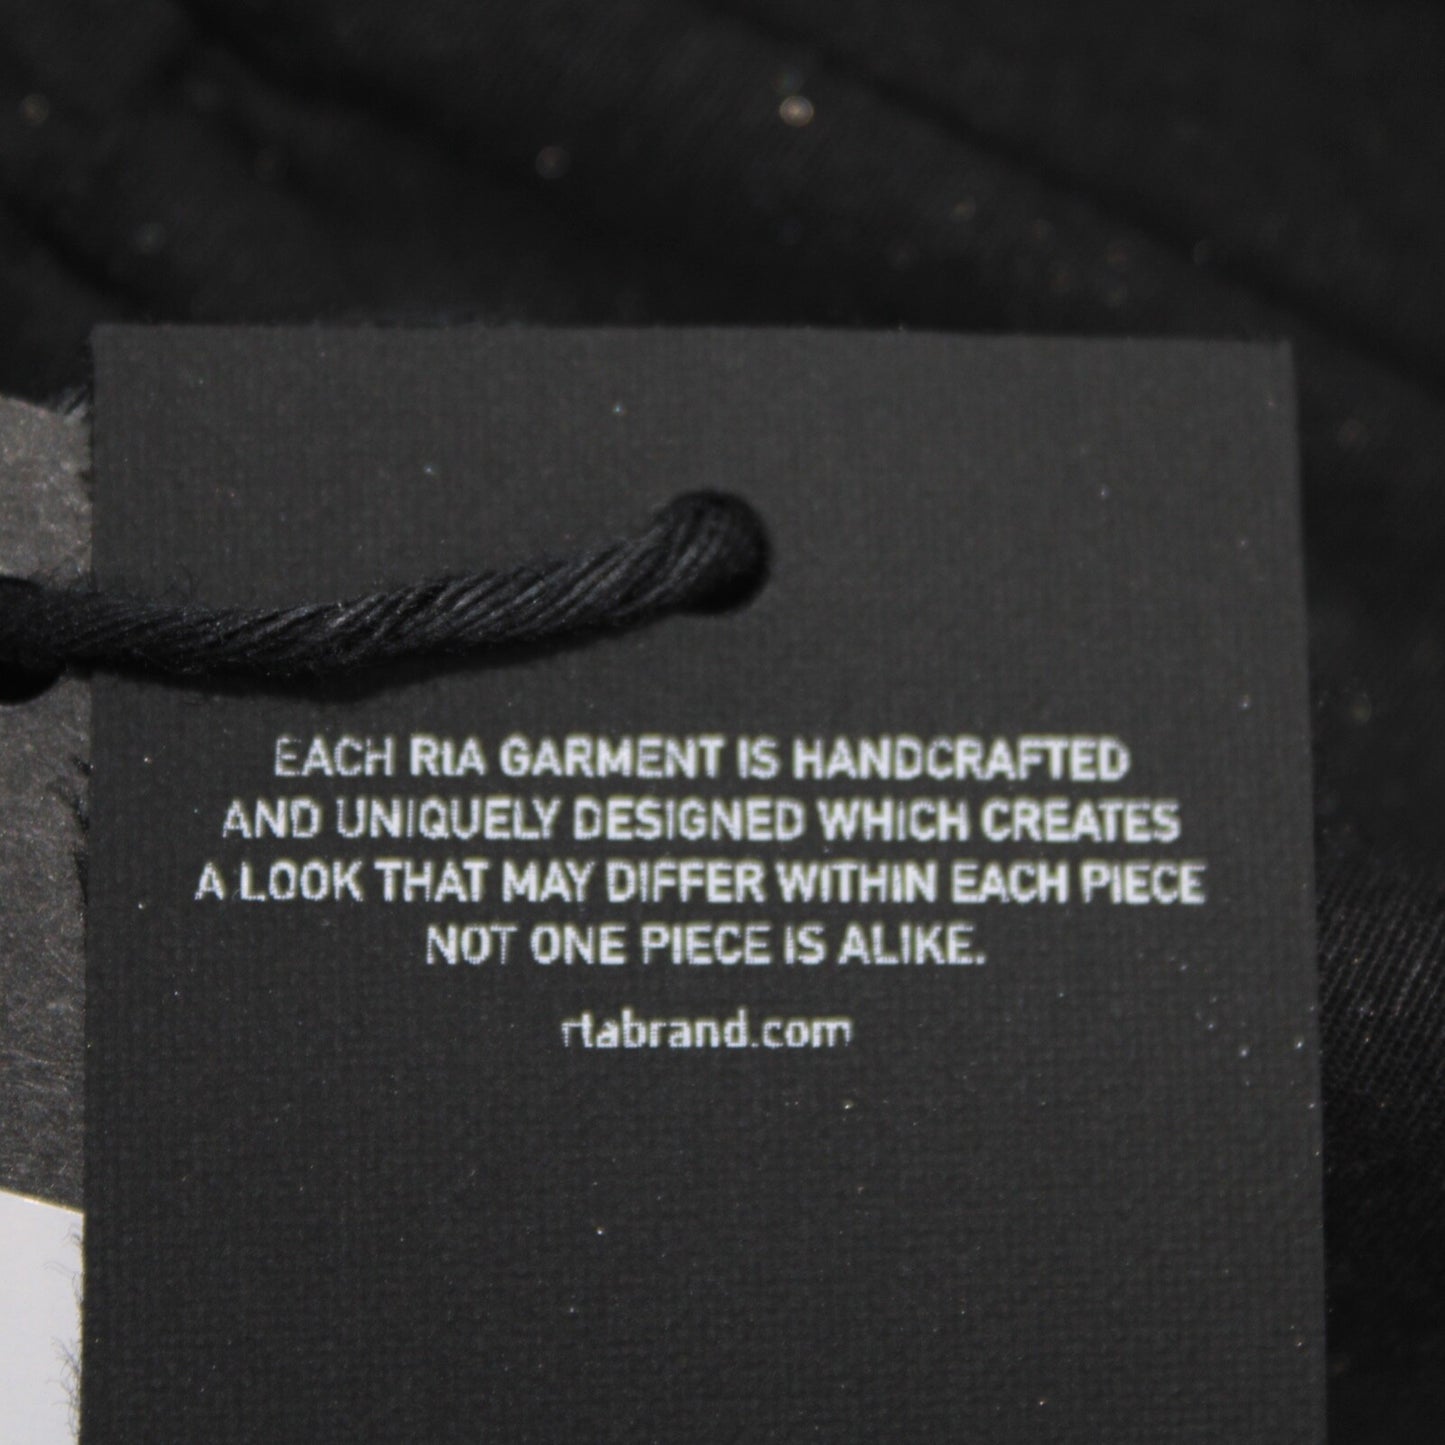 EACH RtA GARMENT IS HANDCRAFTED
AND UNIQUELY DESIGNED WHICH CREATES
A LOOK THAT MAY DIFFER WITHIN EACH PIECE
NOT ONE PIECE IS ALIKE.
rtabrand.com